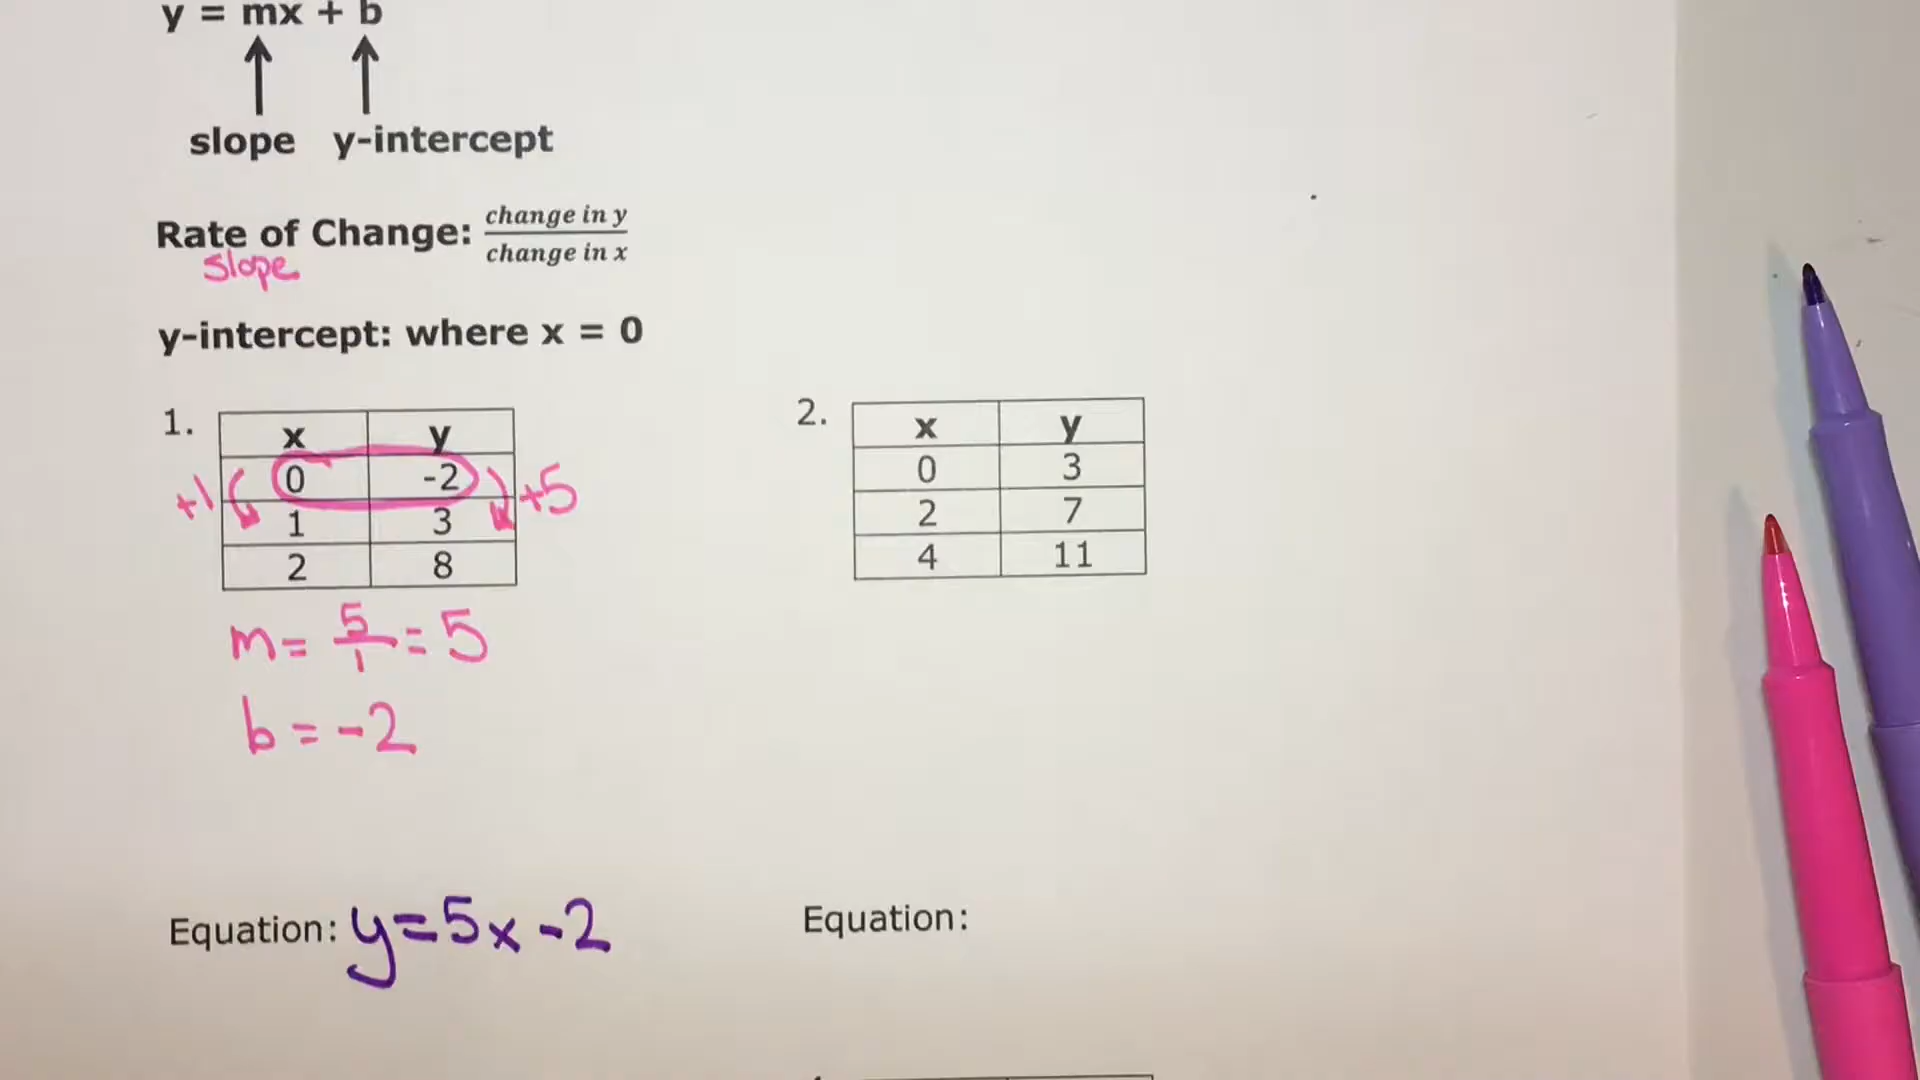 y = mx + b
slope y-intercept
Rate of Change: change in y
change in x
slope
y-intercept: where x = 0
1.
x y
+1 0 -2 +5
1 3
2 8
m = 5/1 = 5
b = -2
Equation: y=5x-2
2.
x y
0 3
2 7
4 11
Equation: